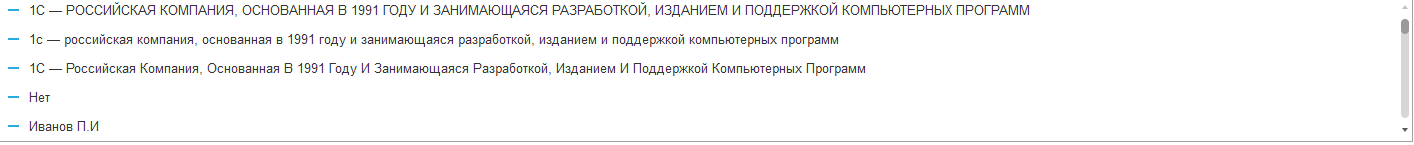 1С — РОССИЙСКАЯ КОМПАНИЯ, ОСНОВАННАЯ В 1991 ГОДУ И ЗАНИМАЮЩАЯСЯ РАЗРАБОТКОЙ, ИЗДАНИЕМ И ПОДДЕРЖКОЙ КОМПЬЮТЕРНЫХ ПРОГРАММ
1с — российская компания, основанная в 1991 году и занимающаяся разработкой, изданием и поддержкой компьютерных программ
1С — Российская Компания, Основанная В 1991 Году И Занимающаяся Разработкой, Изданием И Поддержкой Компьютерных Программ
Нет
Иванов П.И